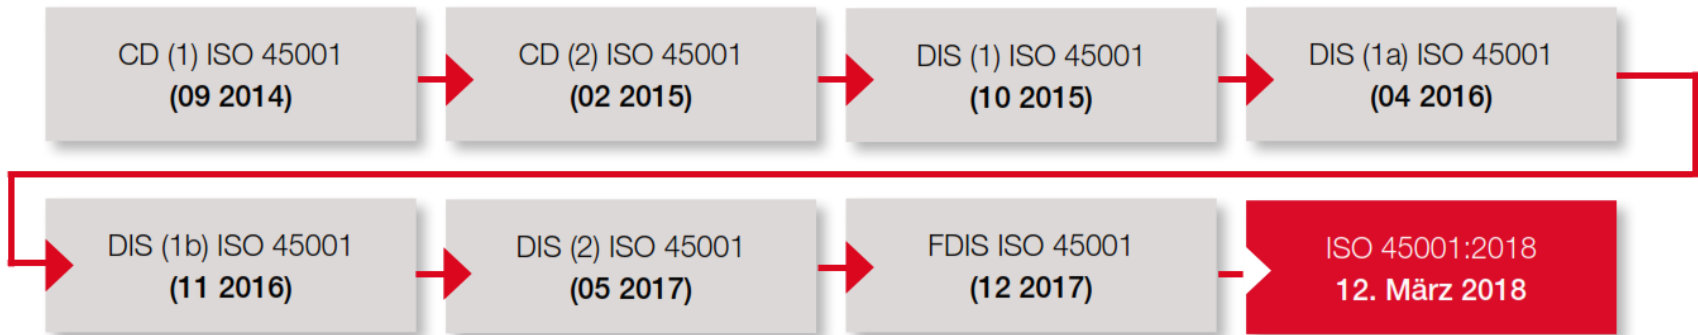 CD (1) ISO 45001
(09 2014)
CD (2) ISO 45001
(02 2015)
DIS (1) ISO 45001
(10 2015)
DIS (1a) ISO 45001
(04 2016)
DIS (1b) ISO 45001
(11 2016)
DIS (2) ISO 45001
(05 2017)
FDIS ISO 45001
(12 2017)
ISO 45001:2018
12. März 2018